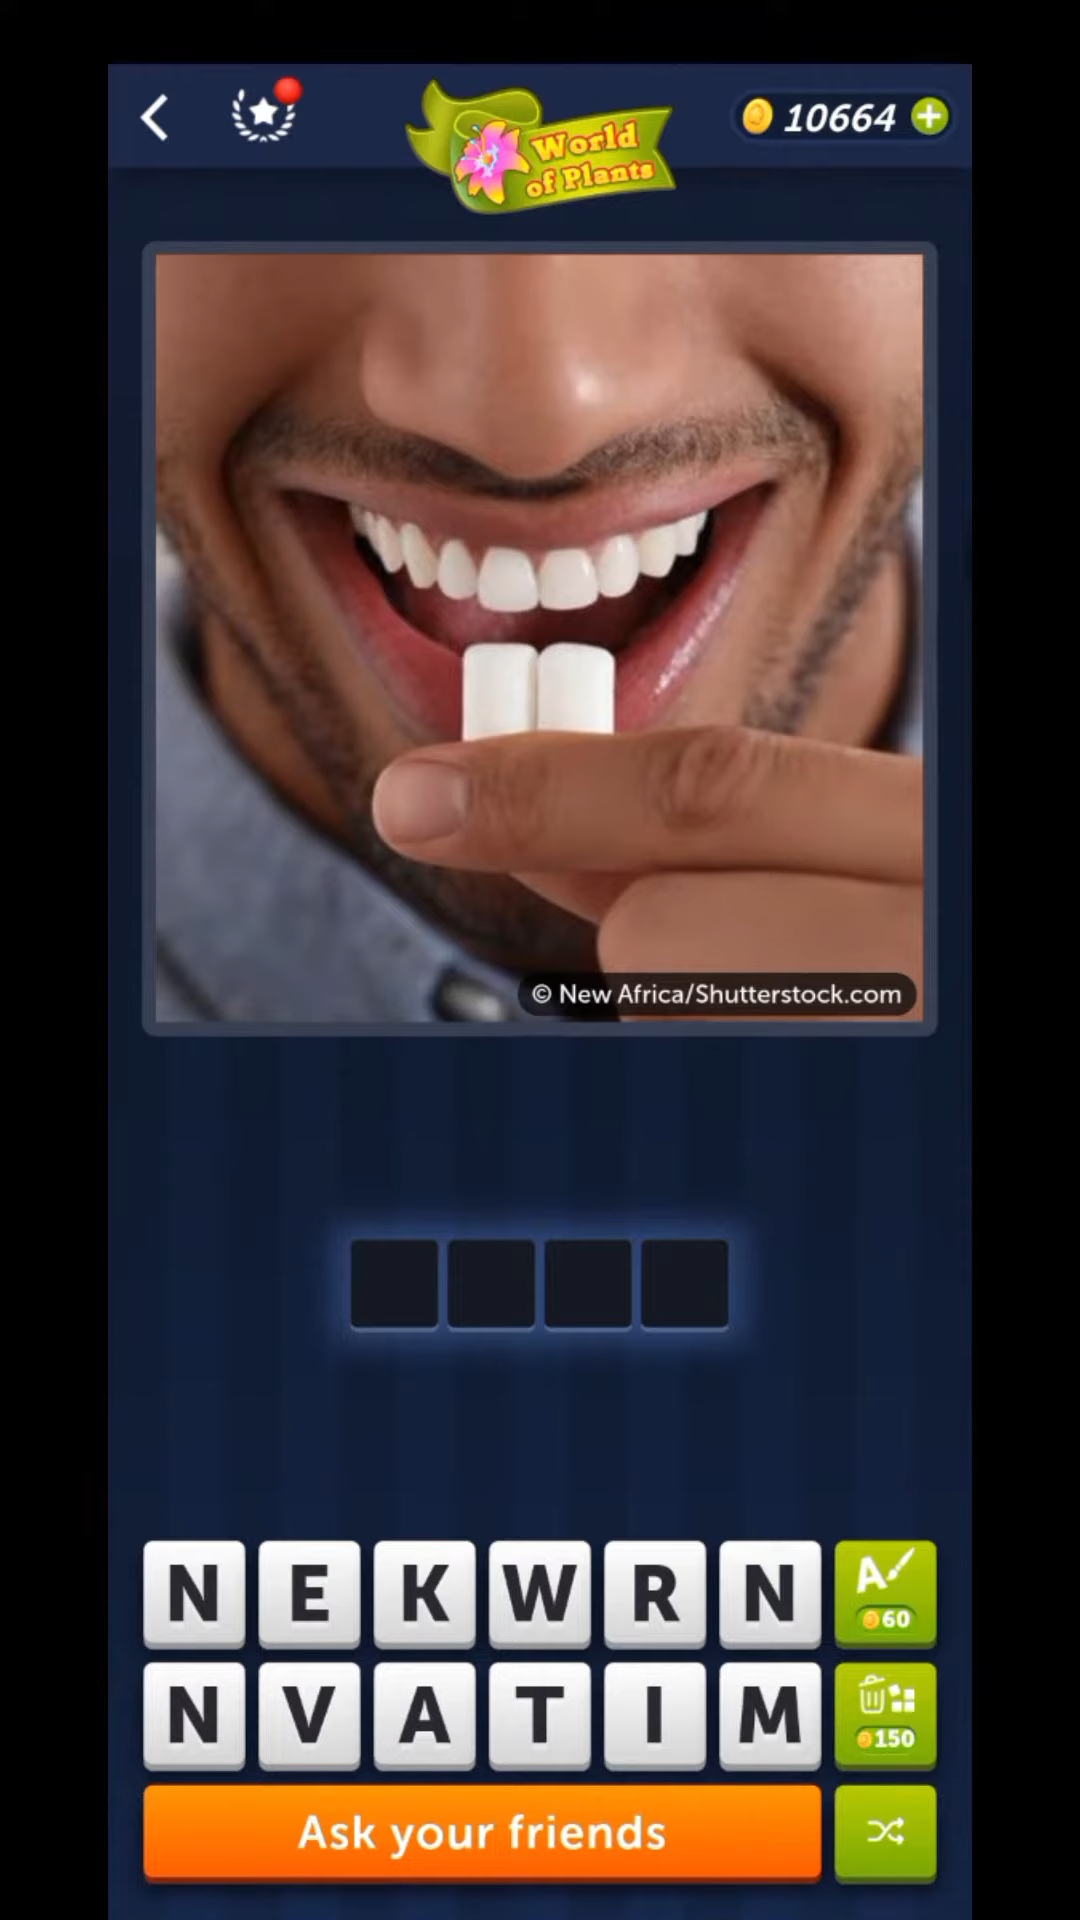 World
of Plants
10664
© New Africa/Shutterstock.com
N E K W R N
A
60
N V A T I M
150
Ask your friends